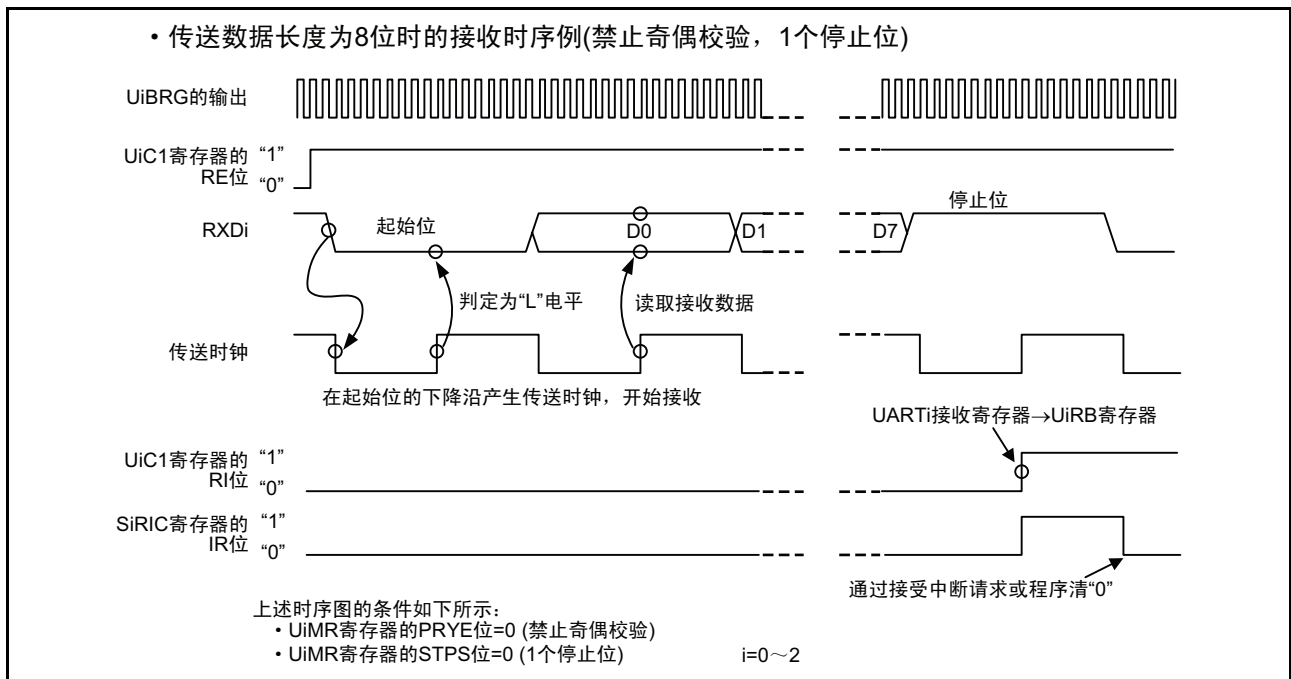 ・传送数据长度为8位时的接收时序例(禁止奇偶校验，1个停止位)
UiBRG的输出
UiC1寄存器的 “1”
RE位 “0”
RXDi
起始位
D0
D1
D7
停止位
判定为“L”电平
读取接收数据
传送时钟
在起始位的下降沿产生传送时钟，开始接收
UARTi接收寄存器→UiRB寄存器
UiC1寄存器的 “1”
RI位 “0”
SiRIC寄存器的 “1”
IR位 “0”
通过接受中断请求或程序清“0”
上述时序图的条件如下所示：
・UiMR寄存器的PRYE位=0 (禁止奇偶校验)
・UiMR寄存器的STPS位=0 (1个停止位) i=0～2